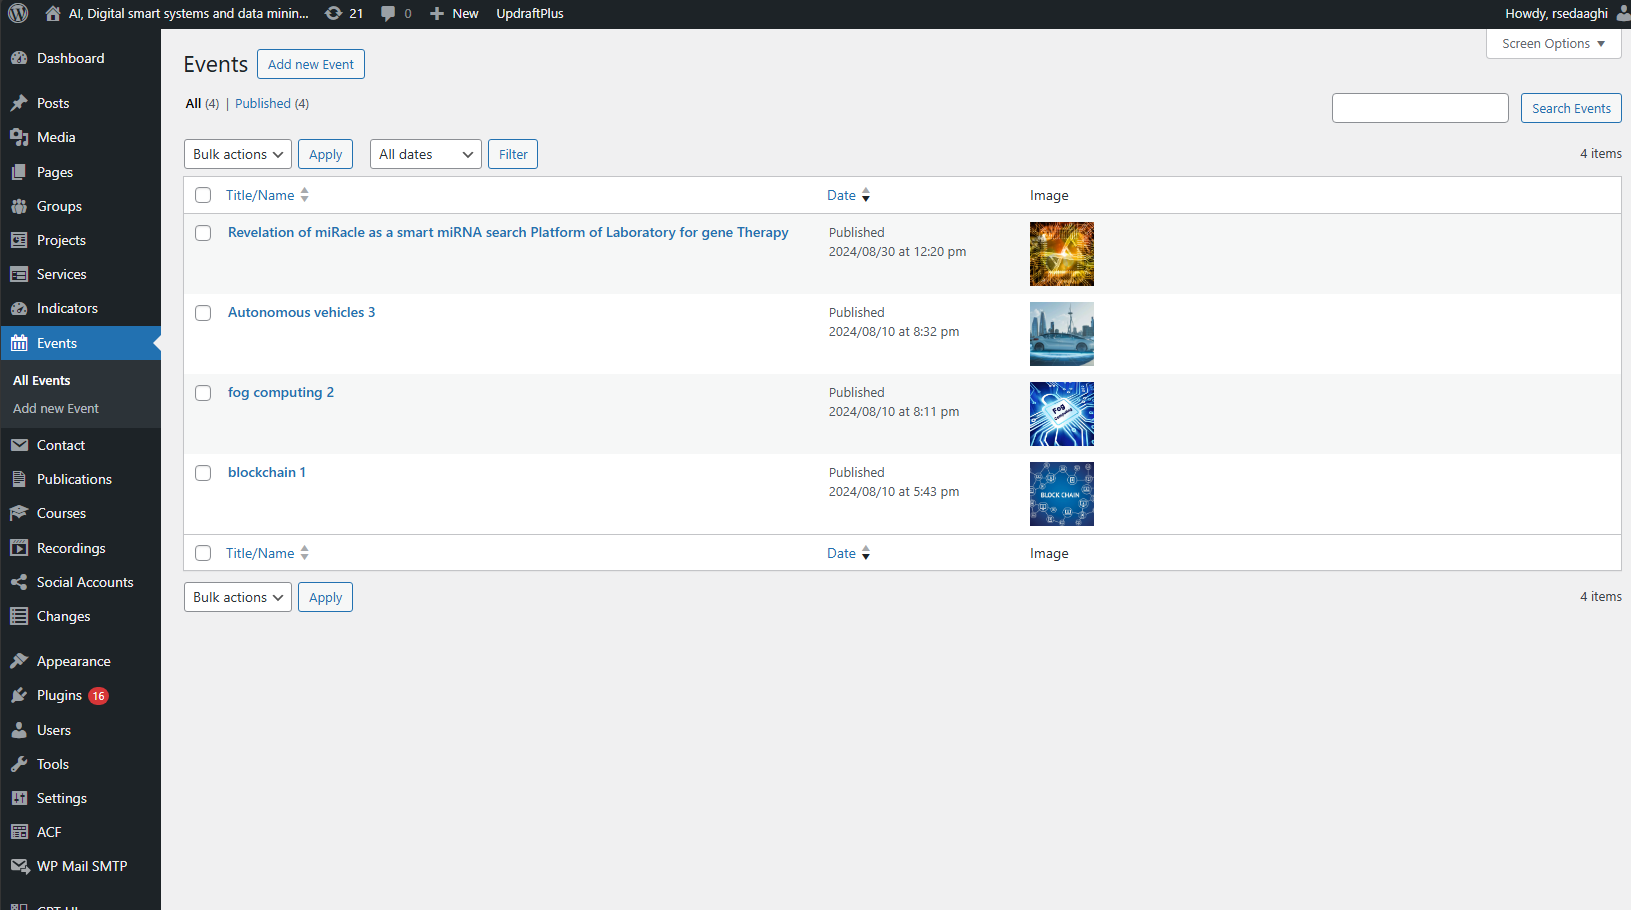 AI, Digital smart systems and data minin... 21 0 New UpdraftPlus Howdy, rsedaaghi
Screen Options
Dashboard
Posts
Media
Pages
Groups
Projects
Services
Indicators
Events
All Events
Add new Event
Contact
Publications
Courses
Recordings
Social Accounts
Changes
Appearance
Plugins 16
Users
Tools
Settings
ACF
WP Mail SMTP
Events Add new Event
All (4) | Published (4)
Search Events
Bulk actions Apply All dates Filter 4 items
Title/Name Date Image
Revelation of miRacle as a smart miRNA search Platform of Laboratory for gene Therapy Published
2024/08/30 at 12:20 pm
Autonomous vehicles 3 Published
2024/08/10 at 8:32 pm
fog computing 2 Published
2024/08/10 at 8:11 pm
Fog
Computing
blockchain 1 Published
2024/08/10 at 5:43 pm
BLOCK CHAIN
Title/Name Date Image
Bulk actions Apply 4 items